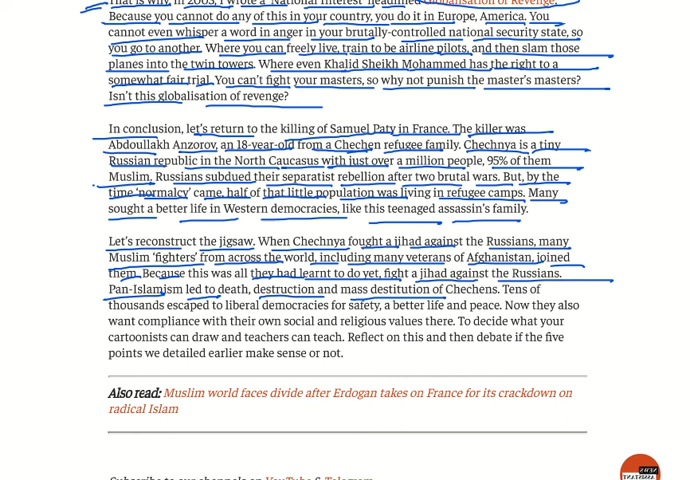 That is why, in 2005, I wrote a 'National Interest' headlined Globalisation of Revenge.
Because you cannot do any of this in your country, you do it in Europe, America. You
cannot even whisper a word in anger in your brutally-controlled national security state, so
you go to another. Where you can freely live, train to be airline pilots, and then slam those
planes into the twin towers. Where even Khalid Sheikh Mohammed has the right to a
somewhat fair trial. You can't fight your masters, so why not punish the master's masters?
Isn't this globalisation of revenge?
In conclusion, let's return to the killing of Samuel Paty in France. The killer was
Abdoullakh Anzorov, an 18-year-old from a Chechen refugee family. Chechnya is a tiny
Russian republic in the North Caucasus with just over a million people, 95% of them
Muslim. Russians subdued their separatist rebellion after two brutal wars. But, by the
time 'normalcy' came, half of that little population was living in refugee camps. Many
sought a better life in Western democracies, like this teenaged assassin's family.
Let's reconstruct the jigsaw. When Chechnya fought a jihad against the Russians, many
Muslim 'fighters' from across the world, including many veterans of Afghanistan, joined
them. Because this was all they had learnt to do yet, fight a jihad against the Russians.
Pan-Islamism led to death, destruction and mass destitution of Chechens. Tens of
thousands escaped to liberal democracies for safety, a better life and peace. Now they also
want compliance with their own social and religious values there. To decide what your
cartoonists can draw and teachers can teach. Reflect on this and then debate if the five
points we detailed earlier make sense or not.
Also read: Muslim world faces divide after Erdogan takes on France for its crackdown on
radical Islam
Subscribe to our channels on YouTube & Telegram